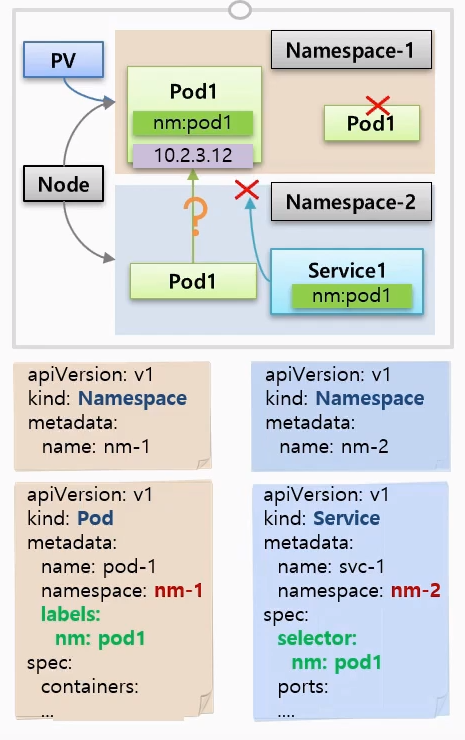 Namespace-1
PV
Pod1
nm:pod1
Pod1
10.2.3.12
Node
Namespace-2
?
Pod1
Service1
nm:pod1
apiVersion: v1
kind: Namespace
metadata:
name: nm-1
apiVersion: v1
kind: Namespace
metadata:
name: nm-2
apiVersion: v1
kind: Pod
metadata:
name: pod-1
namespace: nm-1
labels:
nm: pod1
spec:
containers:
...
apiVersion: v1
kind: Service
metadata:
name: svc-1
namespace: nm-2
spec:
selector:
nm: pod1
ports:
....